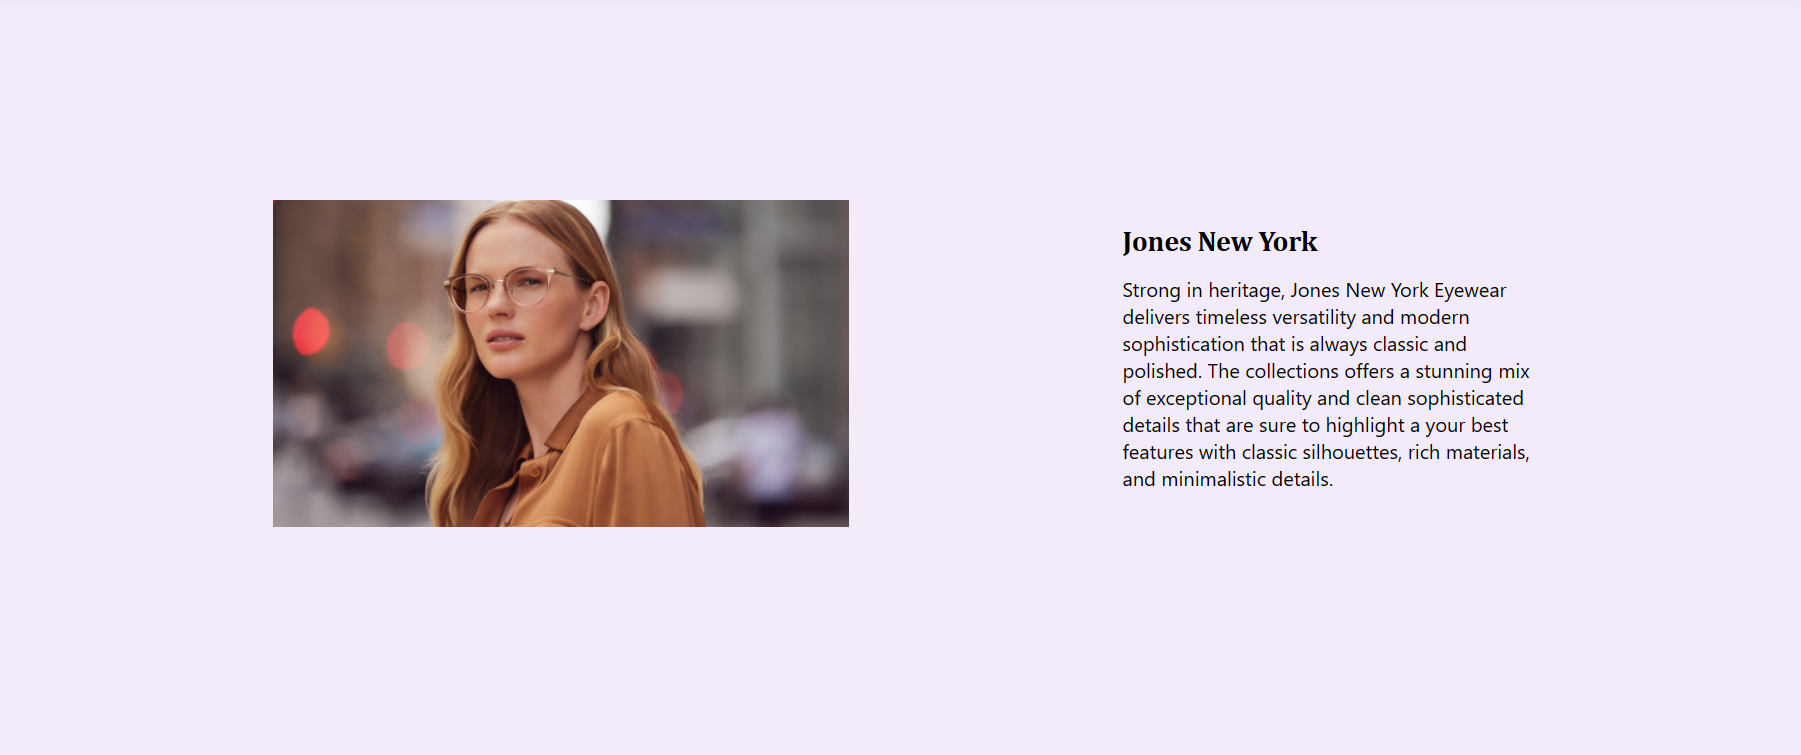 Jones New York
Strong in heritage, Jones New York Eyewear
delivers timeless versatility and modern
sophistication that is always classic and
polished. The collections offers a stunning mix
of exceptional quality and clean sophisticated
details that are sure to highlight a your best
features with classic silhouettes, rich materials,
and minimalistic details.